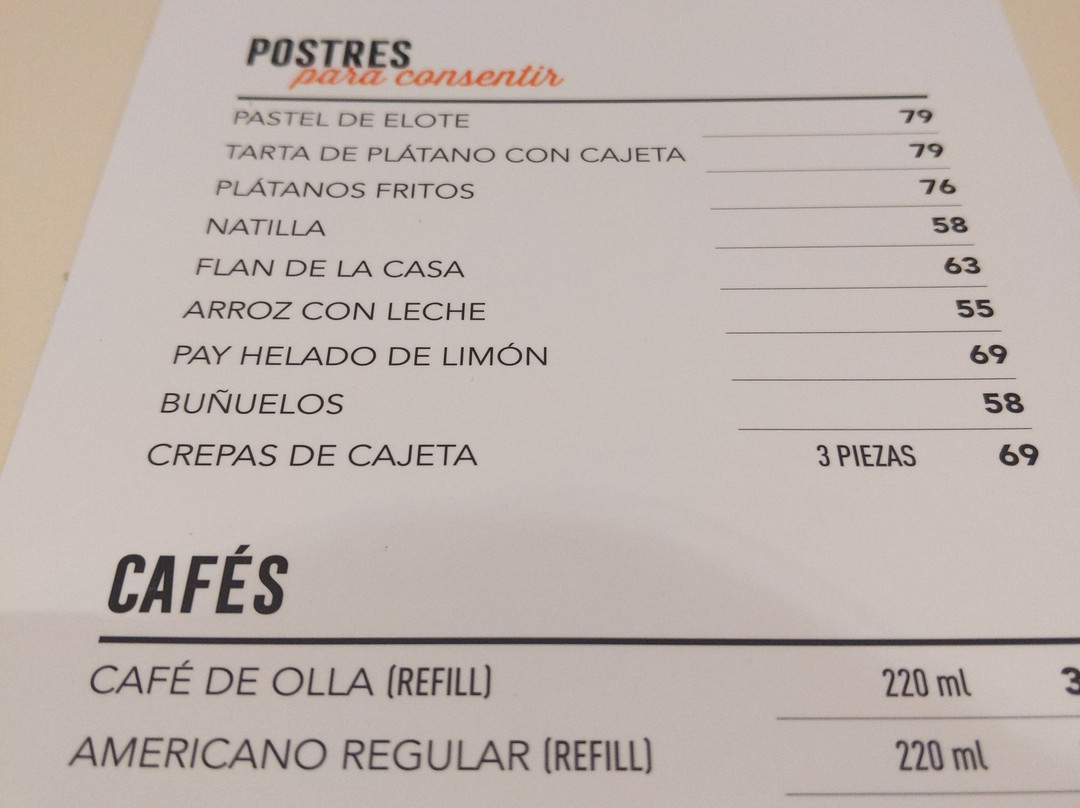 POSTRES
para consentir
PASTEL DE ELOTE 79
TARTA DE PLÁTANO CON CAJETA 79
PLÁTANOS FRITOS 76
NATILLA 58
FLAN DE LA CASA 63
ARROZ CON LECHE 55
PAY HELADO DE LIMÓN 69
BUÑUELOS 58
CREPAS DE CAJETA 3 PIEZAS 69
CAFÉS
CAFÉ DE OLLA (REFILL) 220 ml
AMERICANO REGULAR (REFILL) 220 ml